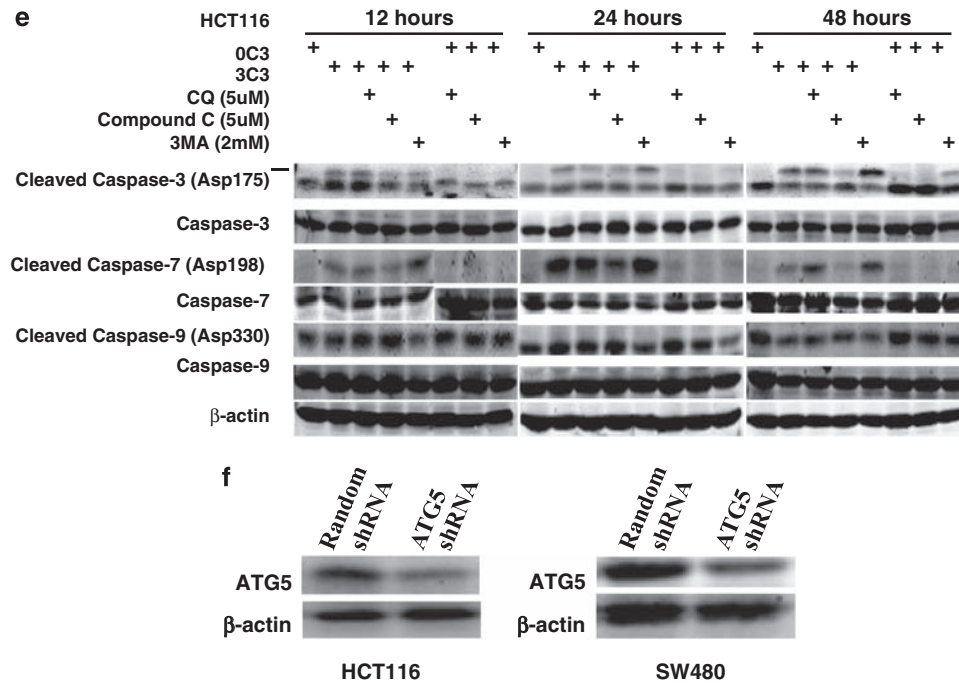 e
HCT116 12 hours 24 hours 48 hours
0C3 + + + + + + + + + + + +
3C3 + + + + + + + + + + + +
CQ (5uM) + + + + + +
Compound C (5uM) + + + + + +
3MA (2mM) + + + + + +
Cleaved Caspase-3 (Asp175)
Caspase-3
Cleaved Caspase-7 (Asp198)
Caspase-7
Cleaved Caspase-9 (Asp330)
Caspase-9
β-actin
f
Random shRNA ATG5 shRNA Random shRNA ATG5 shRNA
ATG5 ATG5
β-actin β-actin
HCT116 SW480